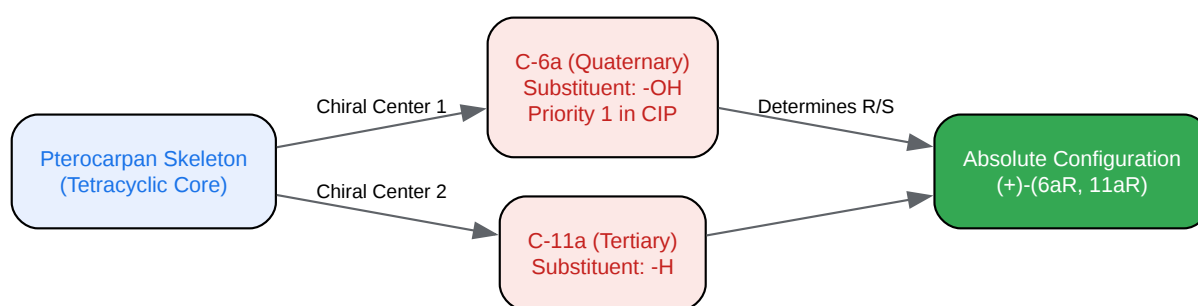 Pterocarpan Skeleton
(Tetracyclic Core)
Chiral Center 1
Chiral Center 2
C-6a (Quaternary)
Substituent: -OH
Priority 1 in CIP
C-11a (Tertiary)
Substituent: -H
Determines R/S
Absolute Configuration
(+)-(6aR, 11aR)